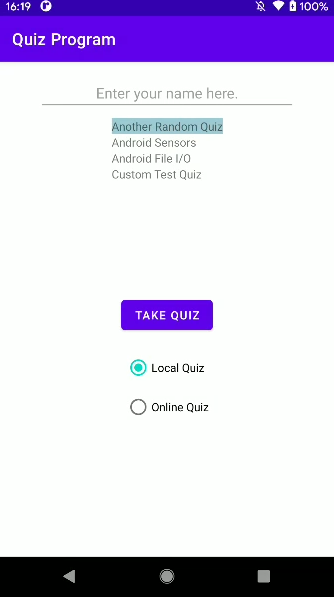 16:19
100%
Quiz Program
Enter your name here.
Another Random Quiz
Android Sensors
Android File I/O
Custom Test Quiz
TAKE QUIZ
Local Quiz
Online Quiz